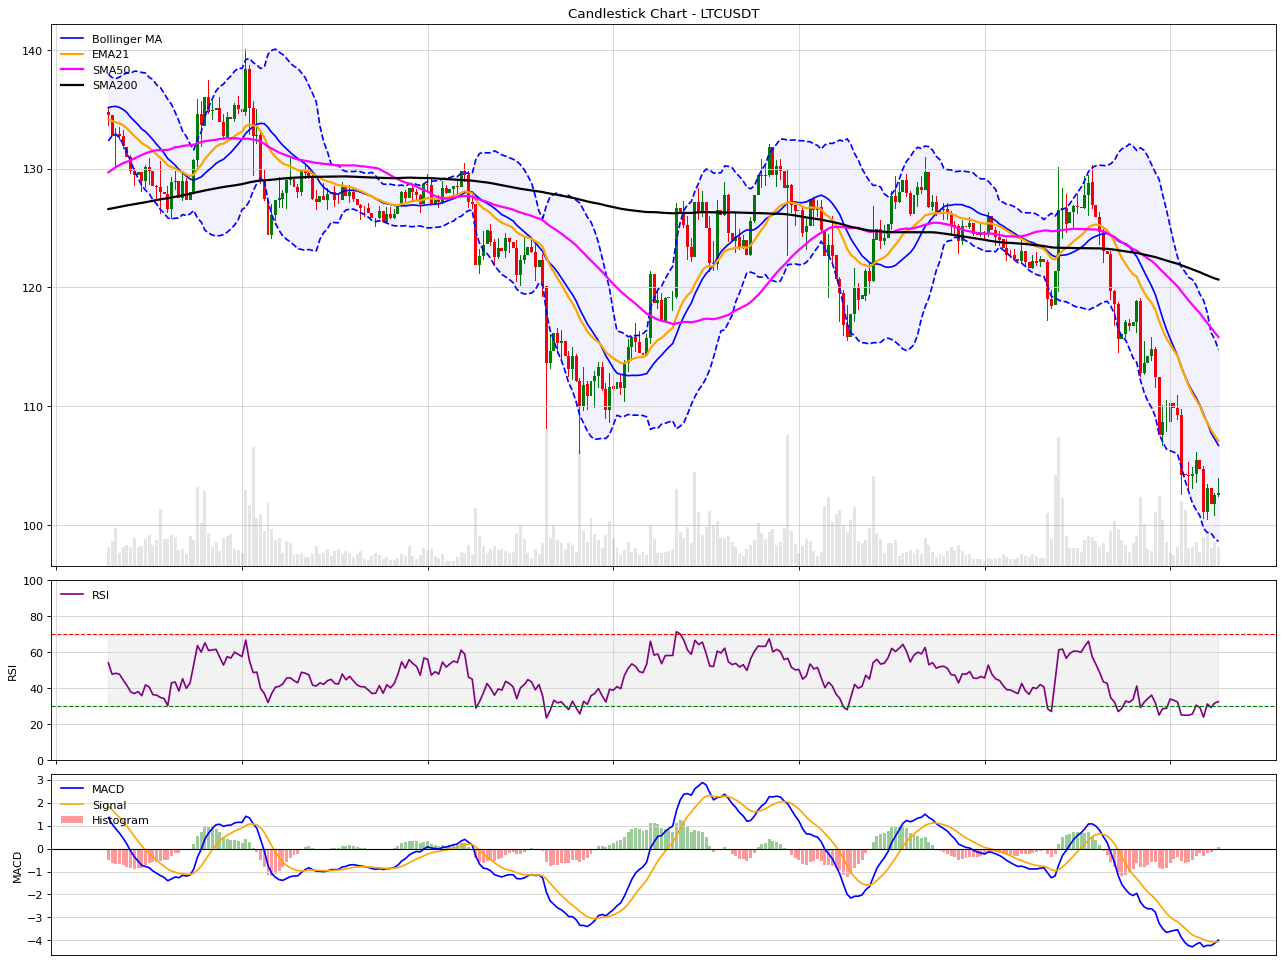 Candlestick Chart - LTCUSDT
Bollinger MA
EMA21
SMA50
SMA200
140
130
120
110
100
RSI
100
80
60
40
20
0
RSI
MACD
Signal
Histogram
3
2
1
0
−1
−2
−3
−4
MACD